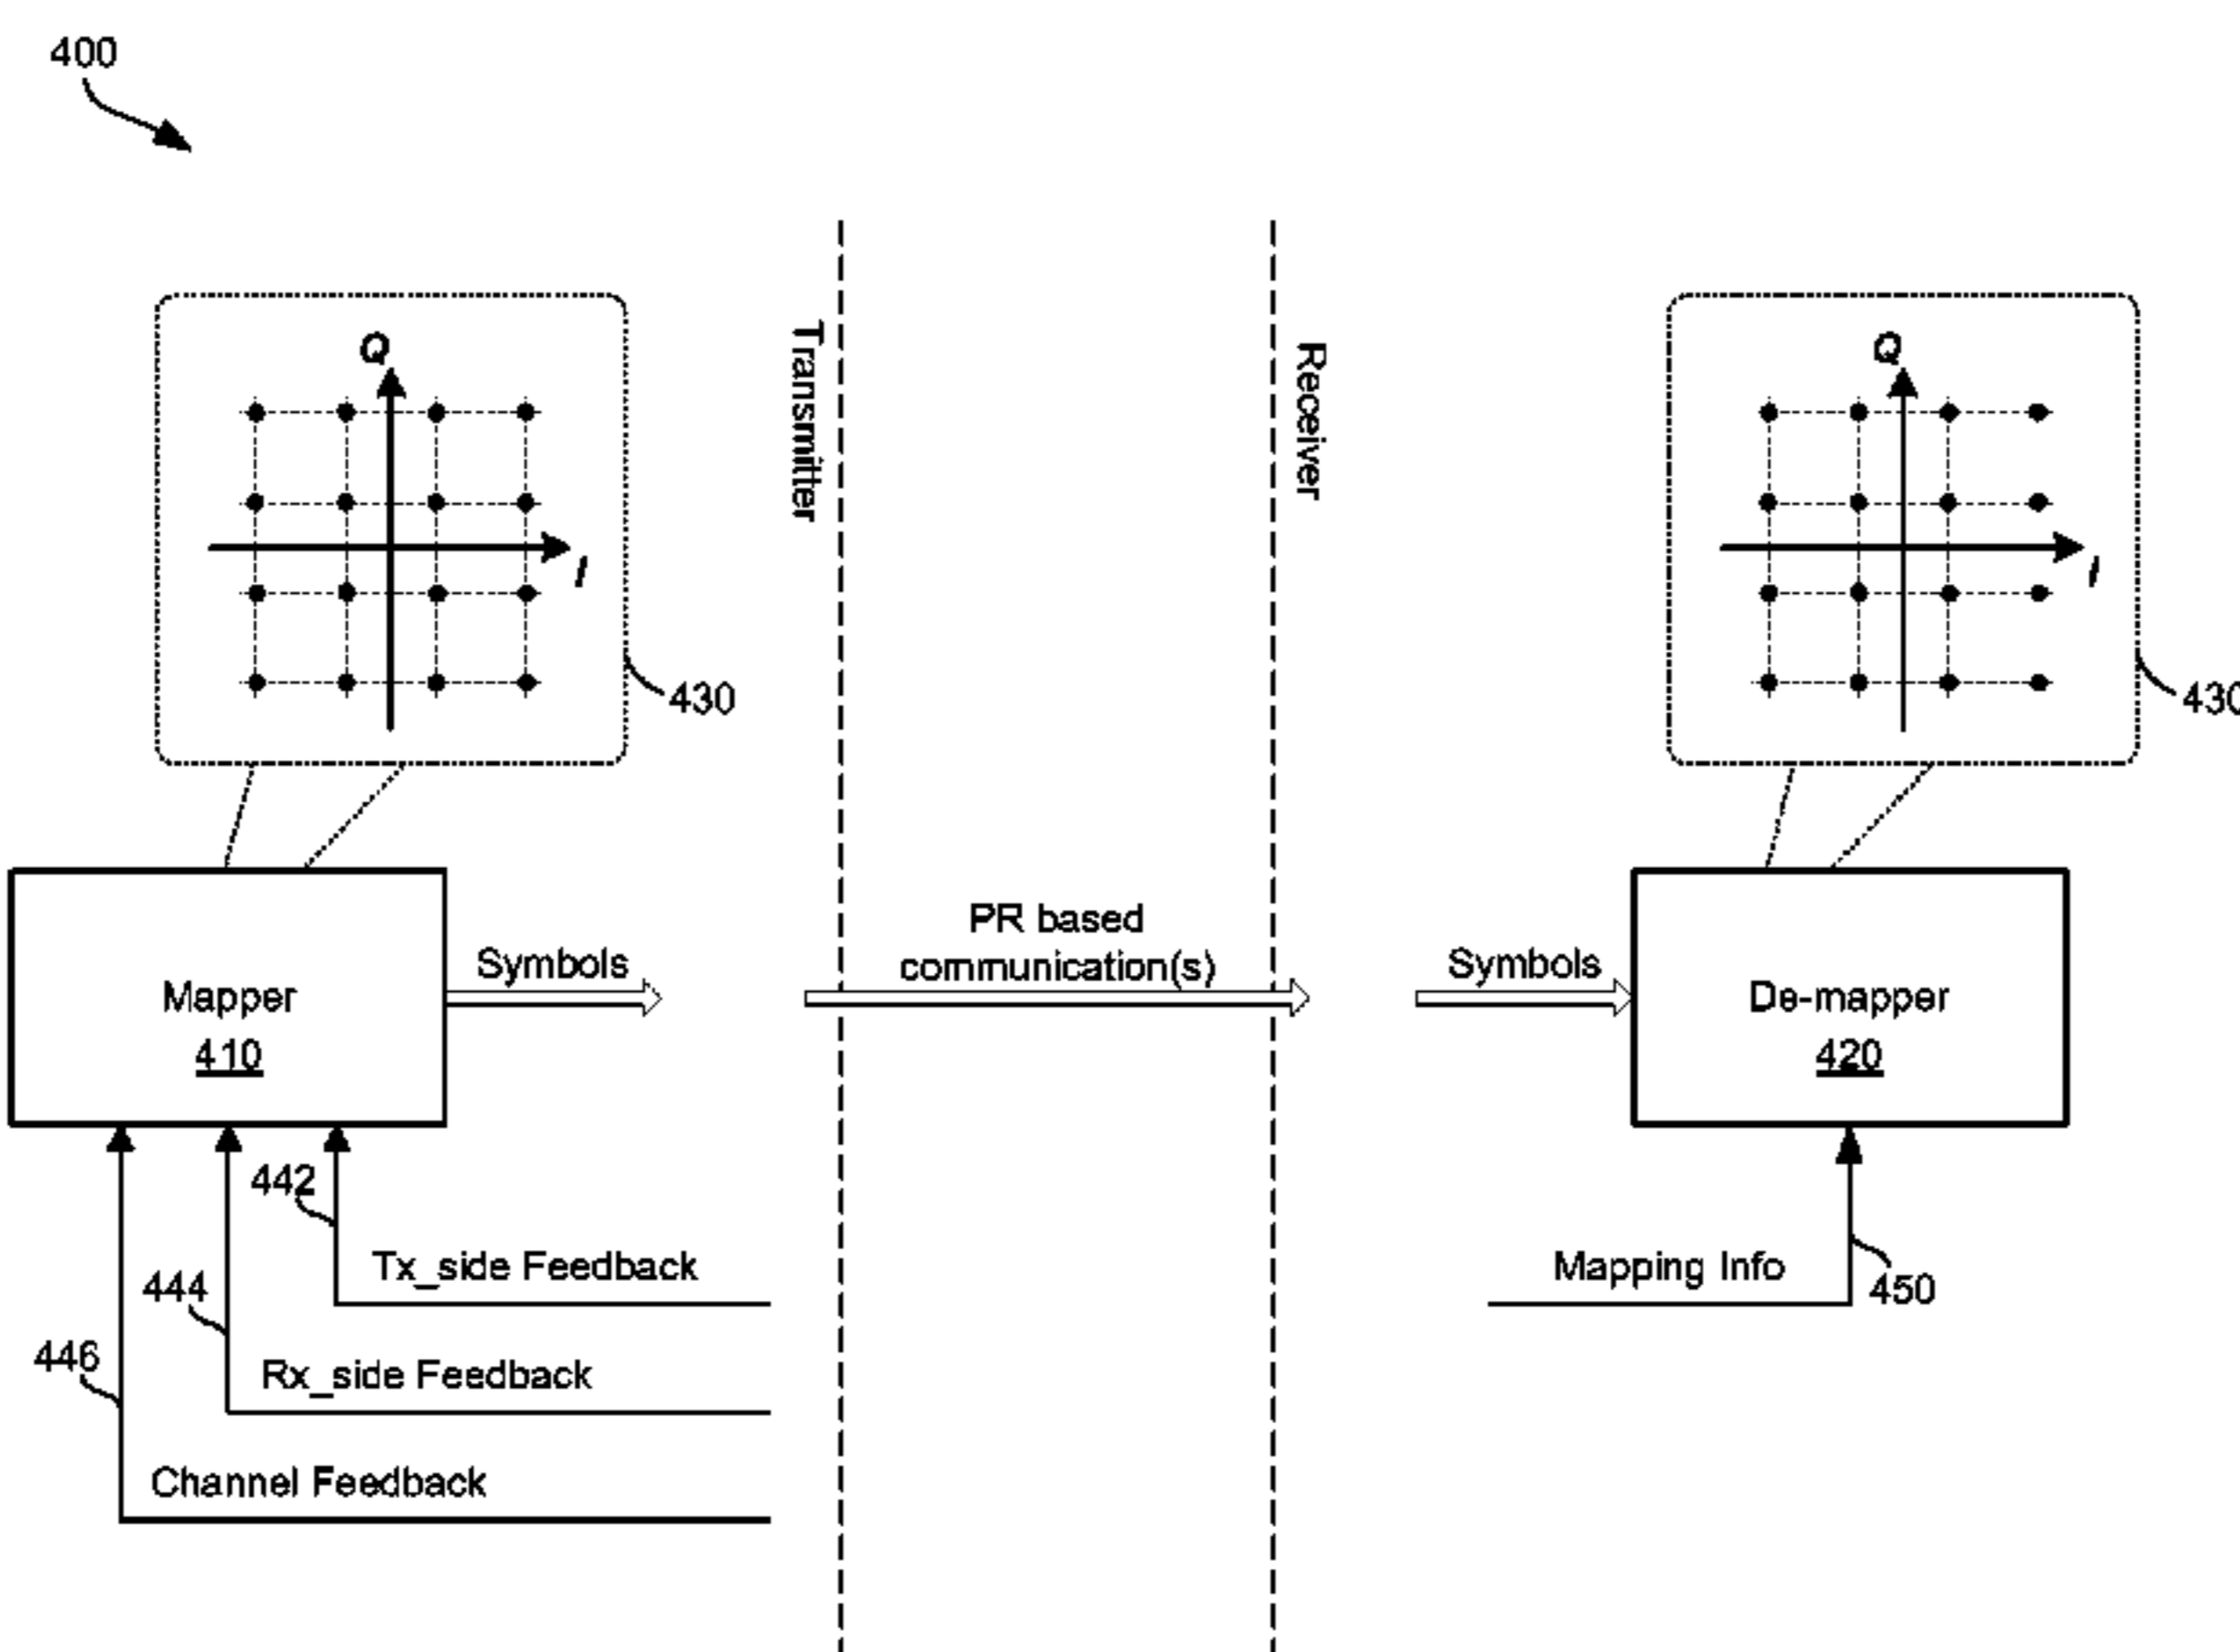 400
Q
I
430
Transmitter
Receiver
Q
I
430
Mapper
410
Symbols
PR based
communication(s)
Symbols
De-mapper
420
442
Tx_side Feedback
444
Rx_side Feedback
446
Channel Feedback
Mapping Info
450